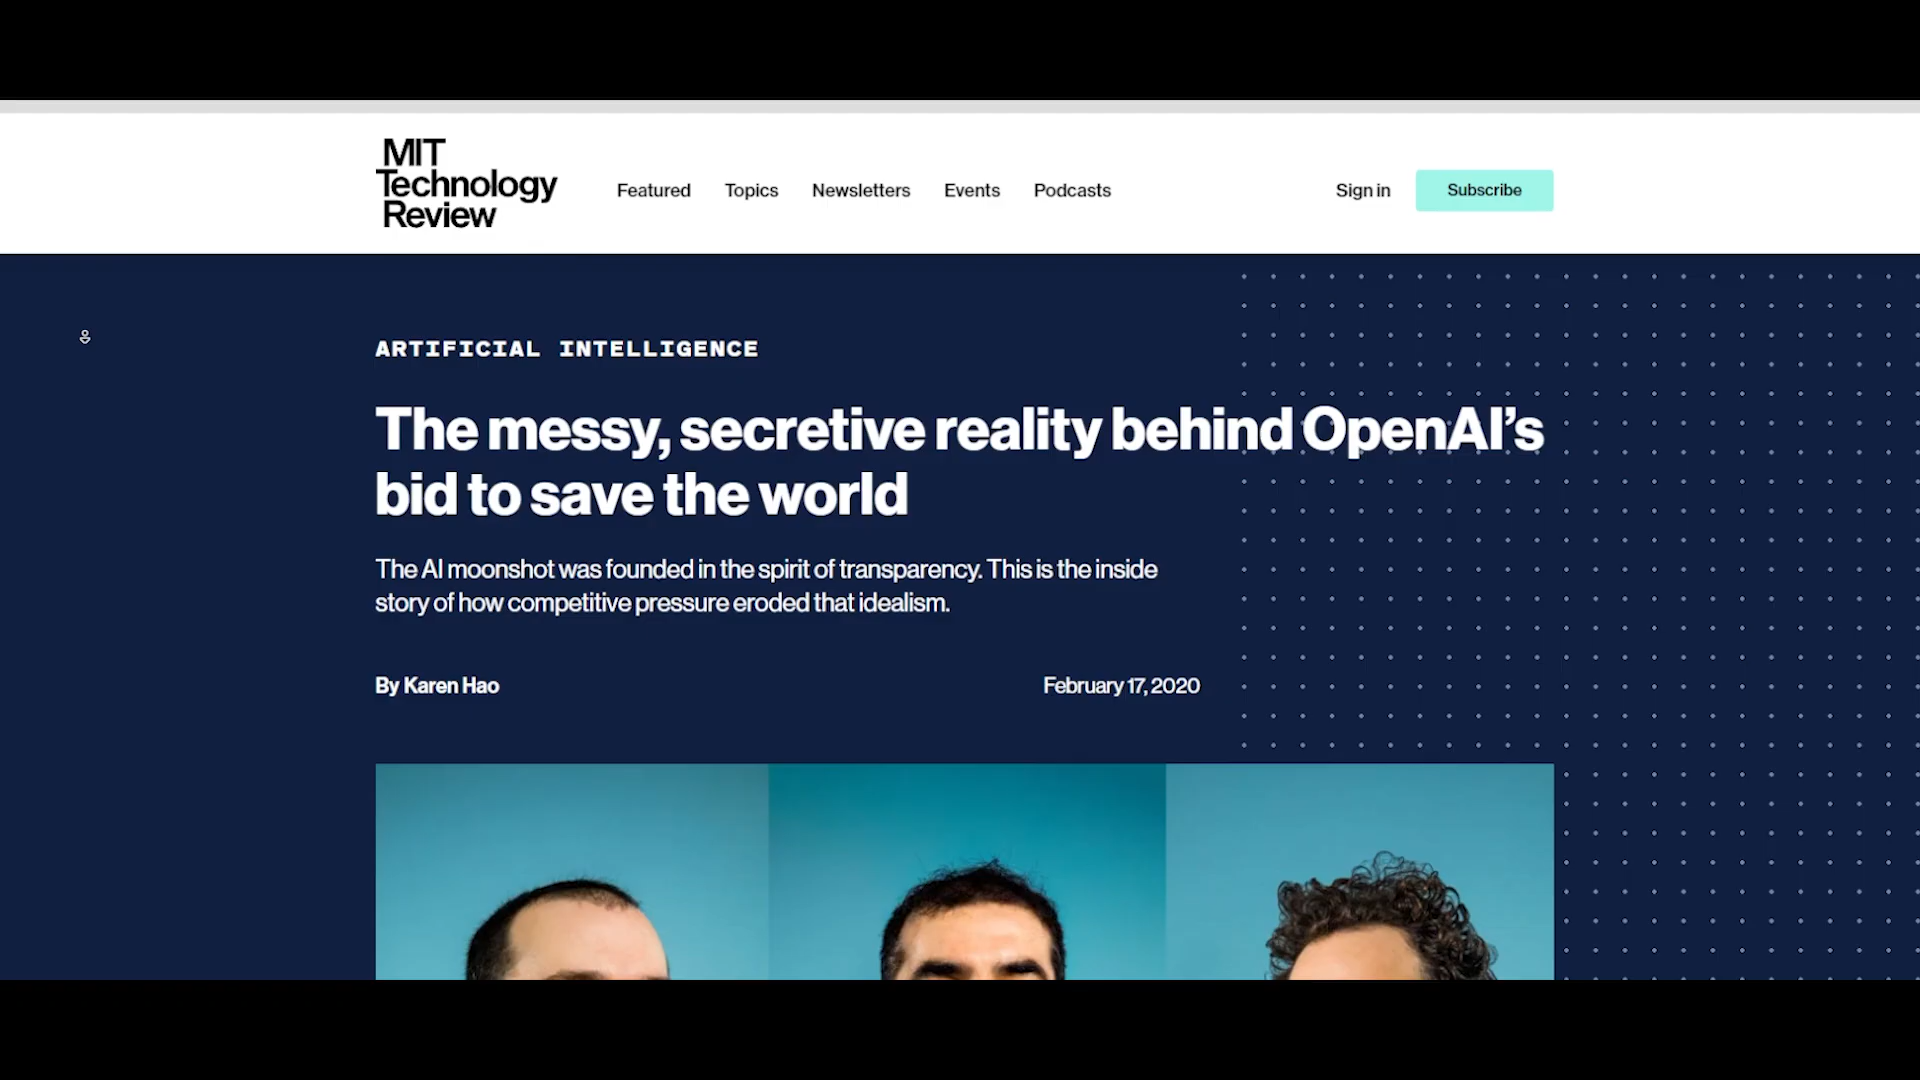 MIT
Technology
Review
Featured Topics Newsletters Events Podcasts Sign in Subscribe
ARTIFICIAL INTELLIGENCE
The messy, secretive reality behind OpenAI’s
bid to save the world
The AI moonshot was founded in the spirit of transparency. This is the inside
story of how competitive pressure eroded that idealism.
By Karen Hao February 17, 2020